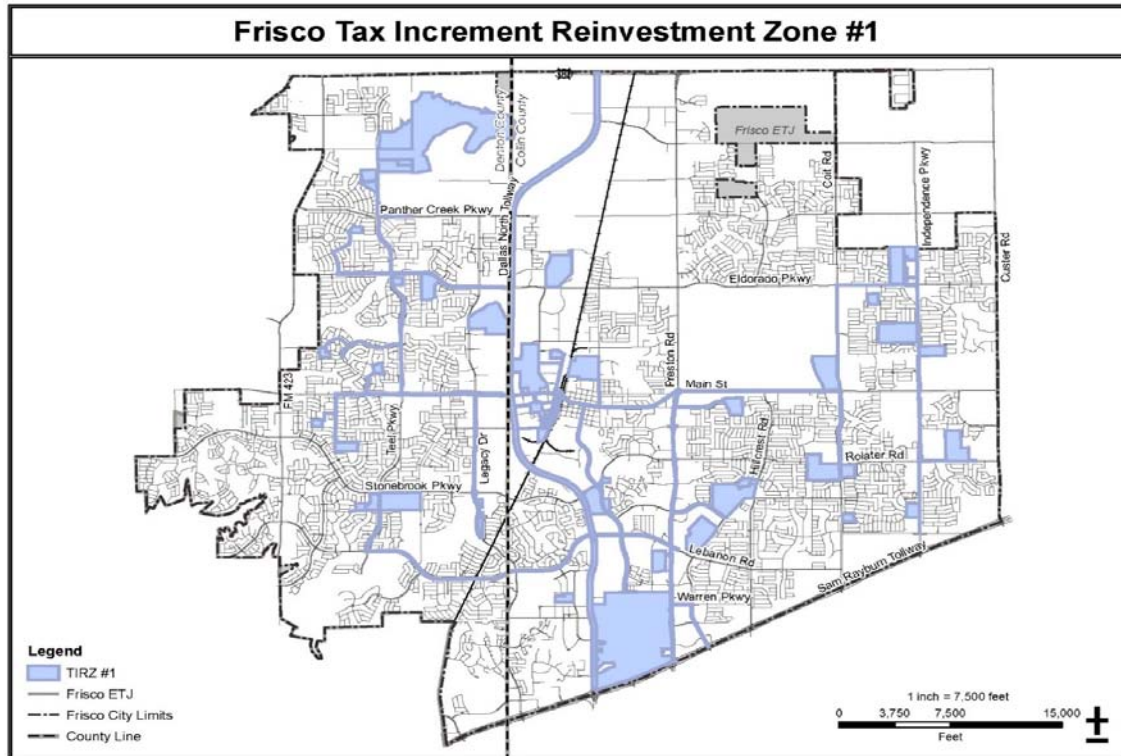 Frisco Tax Increment Reinvestment Zone #1
Denton County
Collin County
Frisco ETJ
Coit Rd
Independence Pkwy
Panther Creek Pkwy
Dallas North Tollway
Custer Rd
Eldorado Pkwy
Preston Rd
Main St
FM 423
Teel Pkwy
Legacy Dr
Hillcrest Rd
Rolater Rd
Stonebrook Pkwy
Lebanon Rd
Sam Rayburn Tollway
Warren Pkwy
Legend
TIRZ #1
Frisco ETJ
Frisco City Limits
County Line
1 inch = 7,500 feet
0 3,750 7,500 15,000
Feet